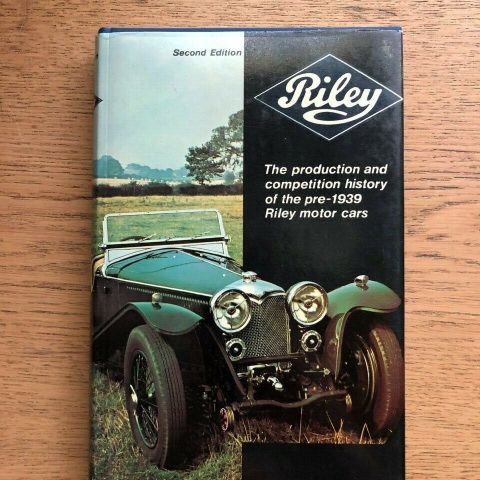 Second Edition
Riley
The production and
competition history
of the pre-1939
Riley motor cars